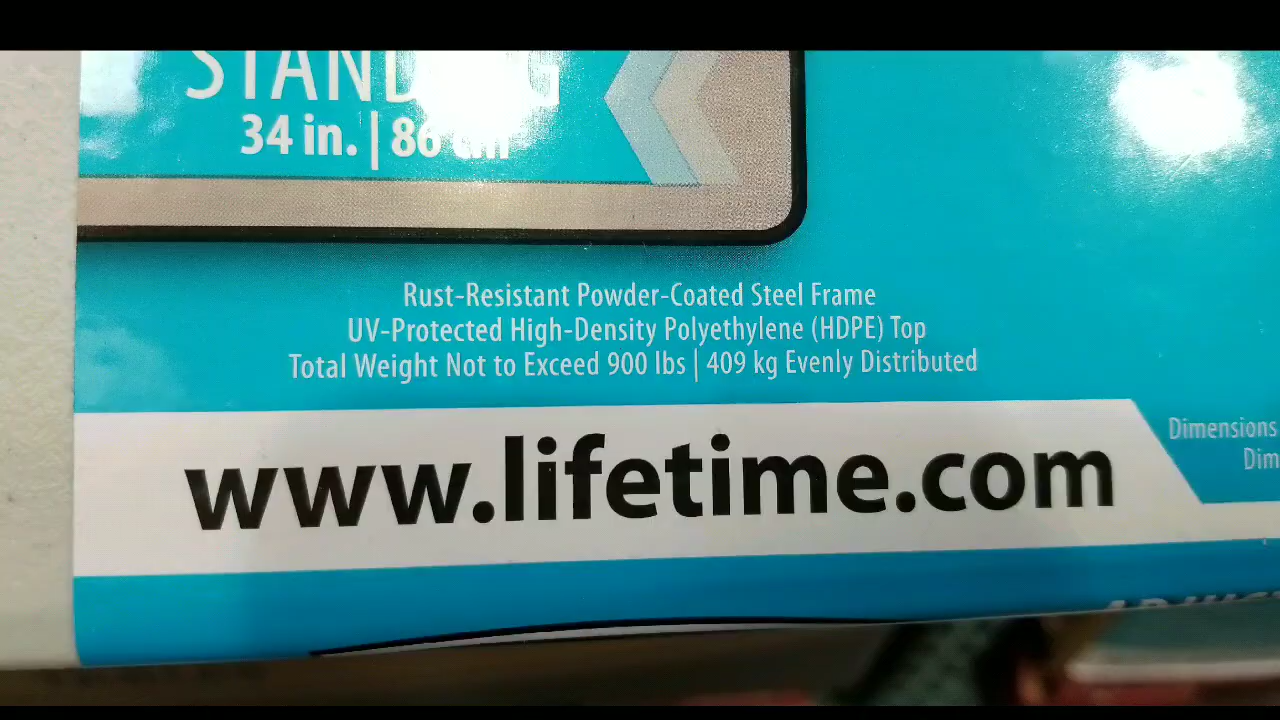 STANDING
34 in. | 86 cm
Rust-Resistant Powder-Coated Steel Frame
UV-Protected High-Density Polyethylene (HDPE) Top
Total Weight Not to Exceed 900 lbs | 409 kg Evenly Distributed
www.lifetime.com
Dimensions
Dim